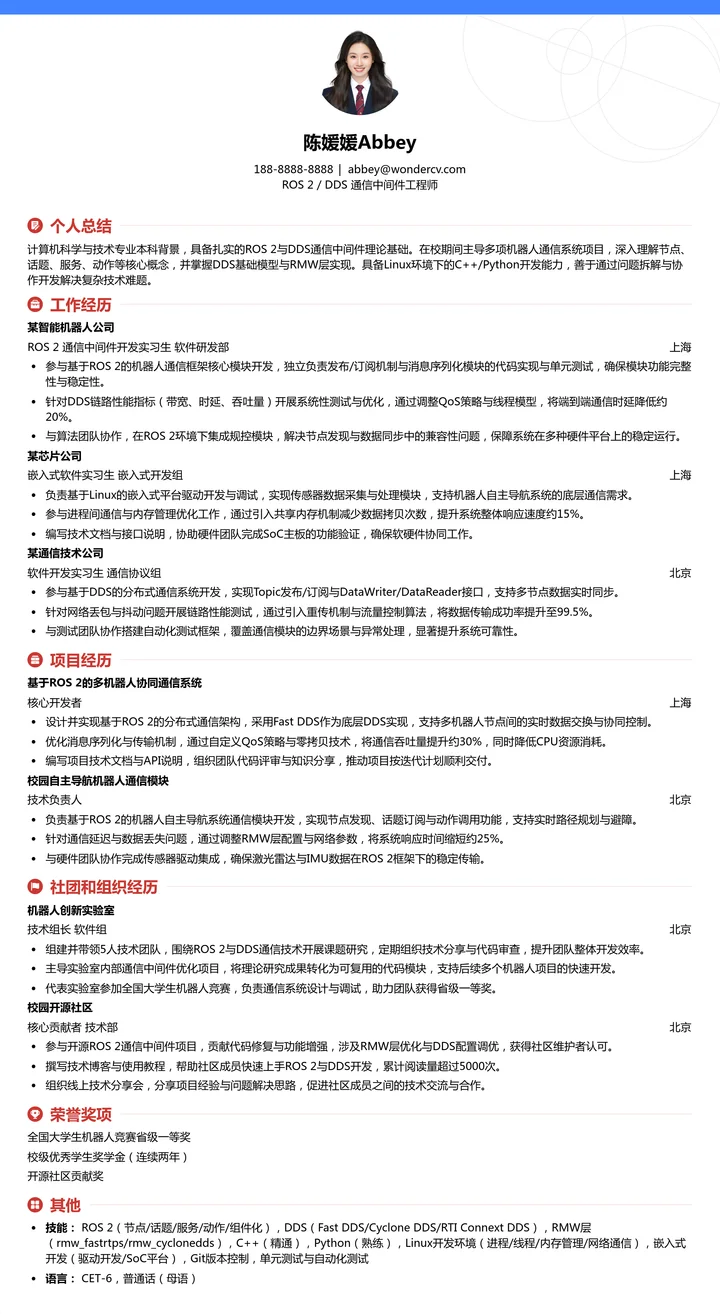 陈媛媛Abbey
188-8888-8888 | abbey@wondercv.com
ROS 2 / DDS 通信中间件工程师
个人总结
计算机科学与技术专业本科背景，具备扎实的ROS 2与DDS通信中间件理论基础。在校期间主导多项机器人通信系统项目，深入理解节点、
话题、服务、动作等核心概念，并掌握DDS基础模型与RMW层实现。具备Linux环境下的C++/Python开发能力，善于通过问题拆解与协
作开发解决复杂技术难题。
工作经历
某智能机器人公司
ROS 2 通信中间件开发实习生 软件研发部 上海
• 参与基于ROS 2的机器人通信框架核心模块开发，独立负责发布/订阅机制与消息序列化模块的代码实现与单元测试，确保模块功能完整
性与稳定性。
• 针对DDS链路性能指标（带宽、时延、吞吐量）开展系统性测试与优化，通过调整QoS策略与线程模型，将端到端通信时延降低约
20%。
• 与算法团队协作，在ROS 2环境下集成规控模块，解决节点发现与数据同步中的兼容性问题，保障系统在多种硬件平台上的稳定运行。
某芯片公司
嵌入式软件实习生 嵌入式开发组 上海
• 负责基于Linux的嵌入式平台驱动开发与调试，实现传感器数据采集与处理模块，支持机器人自主导航系统的底层通信需求。
• 参与进程间通信与内存管理优化工作，通过引入共享内存机制减少数据拷贝次数，提升系统整体响应速度约15%。
• 编写技术文档与接口说明，协助硬件团队完成SoC主板的功能验证，确保软硬件协同工作。
某通信技术公司
软件开发实习生 通信协议组 北京
• 参与基于DDS的分布式通信系统开发，实现Topic发布/订阅与DataWriter/DataReader接口，支持多节点数据实时同步。
• 针对网络丢包与抖动问题开展链路性能测试，通过引入重传机制与流量控制算法，将数据传输成功率提升至99.5%。
• 与测试团队协作搭建自动化测试框架，覆盖通信模块的边界场景与异常处理，显著提升系统可靠性。
项目经历
基于ROS 2的多机器人协同通信系统
核心开发者 上海
• 设计并实现基于ROS 2的分布式通信架构，采用Fast DDS作为底层DDS实现，支持多机器人节点间的实时数据交换与协同控制。
• 优化消息序列化与传输机制，通过自定义QoS策略与零拷贝技术，将通信吞吐量提升约30%，同时降低CPU资源消耗。
• 编写项目技术文档与API说明，组织团队代码评审与知识分享，推动项目按迭代计划顺利交付。
校园自主导航机器人通信模块
技术负责人 北京
• 负责基于ROS 2的机器人自主导航系统通信模块开发，实现节点发现、话题订阅与动作调用功能，支持实时路径规划与避障。
• 针对通信延迟与数据丢失问题，通过调整RMW层配置与网络参数，将系统响应时间缩短约25%。
• 与硬件团队协作完成传感器驱动集成，确保激光雷达与IMU数据在ROS 2框架下的稳定传输。
社团和组织经历
机器人创新实验室
技术组长 软件组 北京
• 组建并带领5人技术团队，围绕ROS 2与DDS通信技术开展课题研究，定期组织技术分享与代码审查，提升团队整体开发效率。
• 主导实验室内部通信中间件优化项目，将理论研究成果转化为可复用的代码模块，支持后续多个机器人项目的快速开发。
• 代表实验室参加全国大学生机器人竞赛，负责通信系统设计与调试，助力团队获得省级一等奖。
校园开源社区
核心贡献者 技术部 北京
• 参与开源ROS 2通信中间件项目，贡献代码修复与功能增强，涉及RMW层优化与DDS配置调优，获得社区维护者认可。
• 撰写技术博客与使用教程，帮助社区成员快速上手ROS 2与DDS开发，累计阅读量超过5000次。
• 组织线上技术分享会，分享项目经验与问题解决思路，促进社区成员之间的技术交流与合作。
荣誉奖项
全国大学生机器人竞赛省级一等奖
校级优秀学生奖学金（连续两年）
开源社区贡献奖
其他
• 技能： ROS 2（节点/话题/服务/动作/组件化），DDS（Fast DDS/Cyclone DDS/RTI Connext DDS），RMW层
（rmw_fastrtps/rmw_cyclonedds），C++（精通），Python（熟练），Linux开发环境（进程/线程/内存管理/网络通信），嵌入式
开发（驱动开发/SoC平台），Git版本控制，单元测试与自动化测试
• 语言： CET-6，普通话（母语）